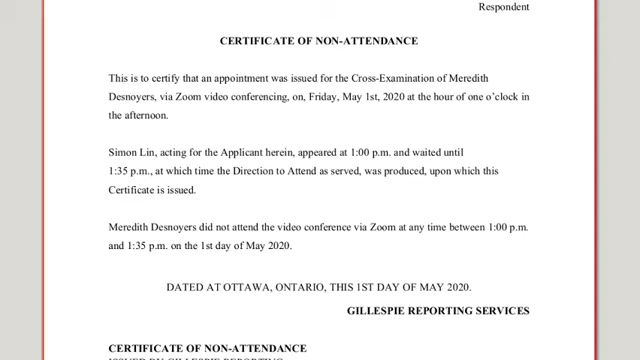 Respondent
CERTIFICATE OF NON-ATTENDANCE
This is to certify that an appointment was issued for the Cross-Examination of Meredith
Desnoyers, via Zoom video conferencing, on, Friday, May 1st, 2020 at the hour of one o’clock in
the afternoon.
Simon Lin, acting for the Applicant herein, appeared at 1:00 p.m. and waited until
1:35 p.m., at which time the Direction to Attend as served, was produced, upon which this
Certificate is issued.
Meredith Desnoyers did not attend the video conference via Zoom at any time between 1:00 p.m.
and 1:35 p.m. on the 1st day of May 2020.
DATED AT OTTAWA, ONTARIO, THIS 1ST DAY OF MAY 2020.
GILLESPIE REPORTING SERVICES
CERTIFICATE OF NON-ATTENDANCE
ISSUED BY GILLESPIE REPORTING